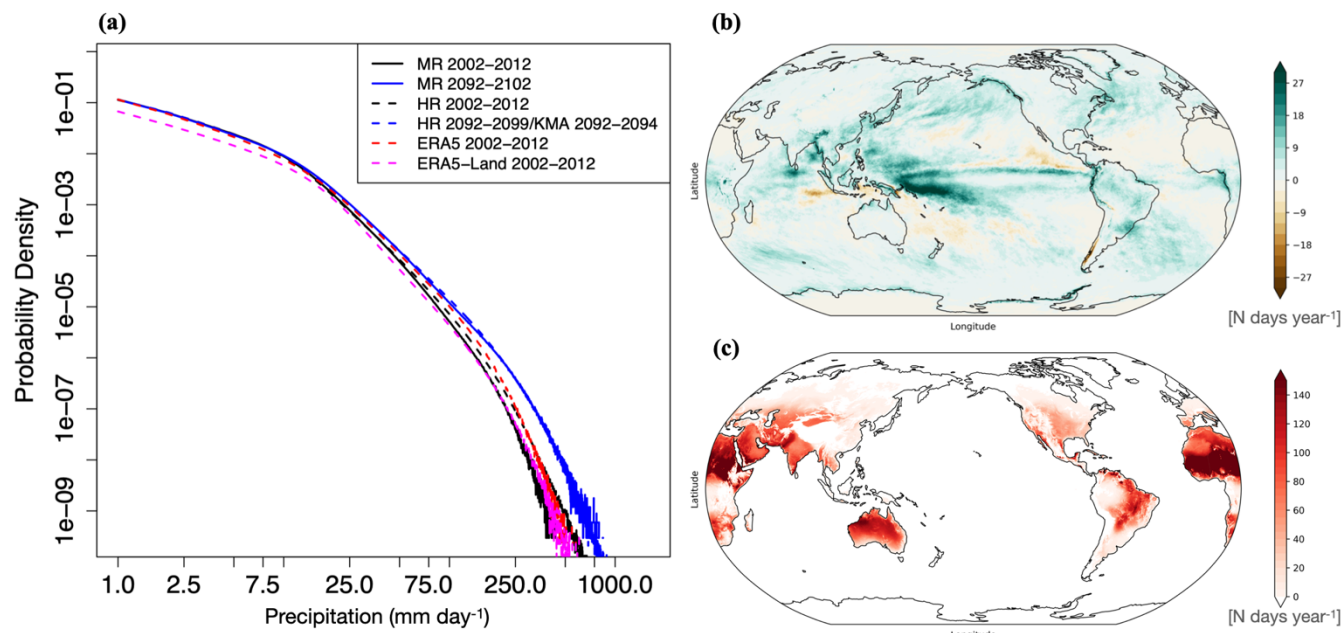 (a)
MR 2002−2012
MR 2092−2102
HR 2002−2012
HR 2092−2099/KMA 2092−2094
ERA5 2002−2012
ERA5−Land 2002−2012
Probability Density
1e−01
1e−03
1e−05
1e−07
1e−09
1.0 2.5 7.5 25.0 75.0 250.0 1000.0
Precipitation (mm day-1)
(b)
Latitude
Longitude
27
18
9
0
−9
−18
−27
[N days year-1]
(c)
Latitude
Longitude
140
120
100
80
60
40
20
0
[N days year-1]